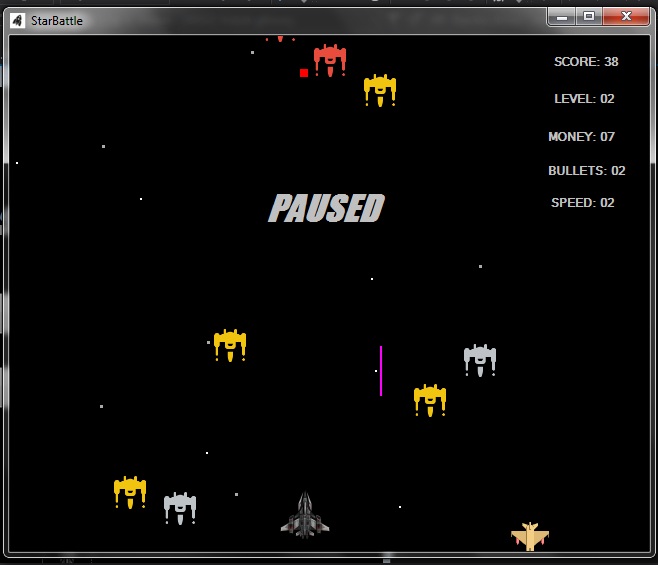 StarBattle
SCORE: 38
LEVEL: 02
MONEY: 07
BULLETS: 02
SPEED: 02
PAUSED